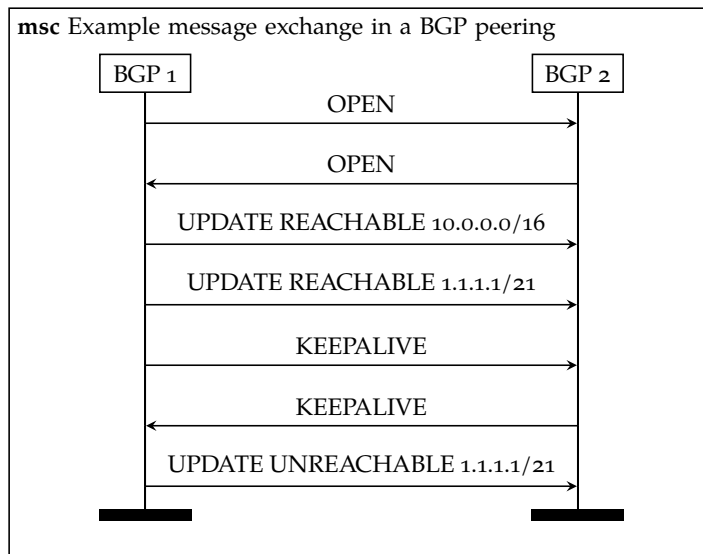 msc Example message exchange in a BGP peering
BGP 1 BGP 2
OPEN
OPEN
UPDATE REACHABLE 10.0.0.0/16
UPDATE REACHABLE 1.1.1.1/21
KEEPALIVE
KEEPALIVE
UPDATE UNREACHABLE 1.1.1.1/21